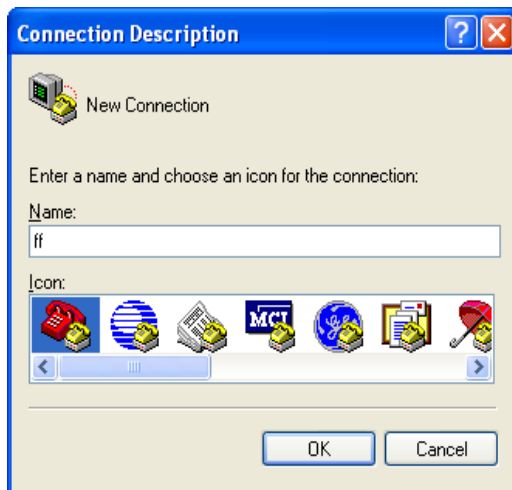 Connection Description
New Connection
Enter a name and choose an icon for the connection:
Name:
ff
Icon:
MCI
OK Cancel